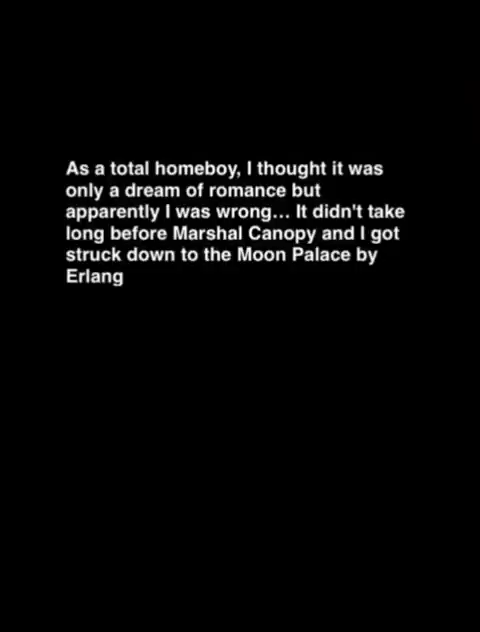 As a total homeboy, I thought it was
only a dream of romance but
apparently I was wrong... It didn't take
long before Marshal Canopy and I got
struck down to the Moon Palace by
Erlang